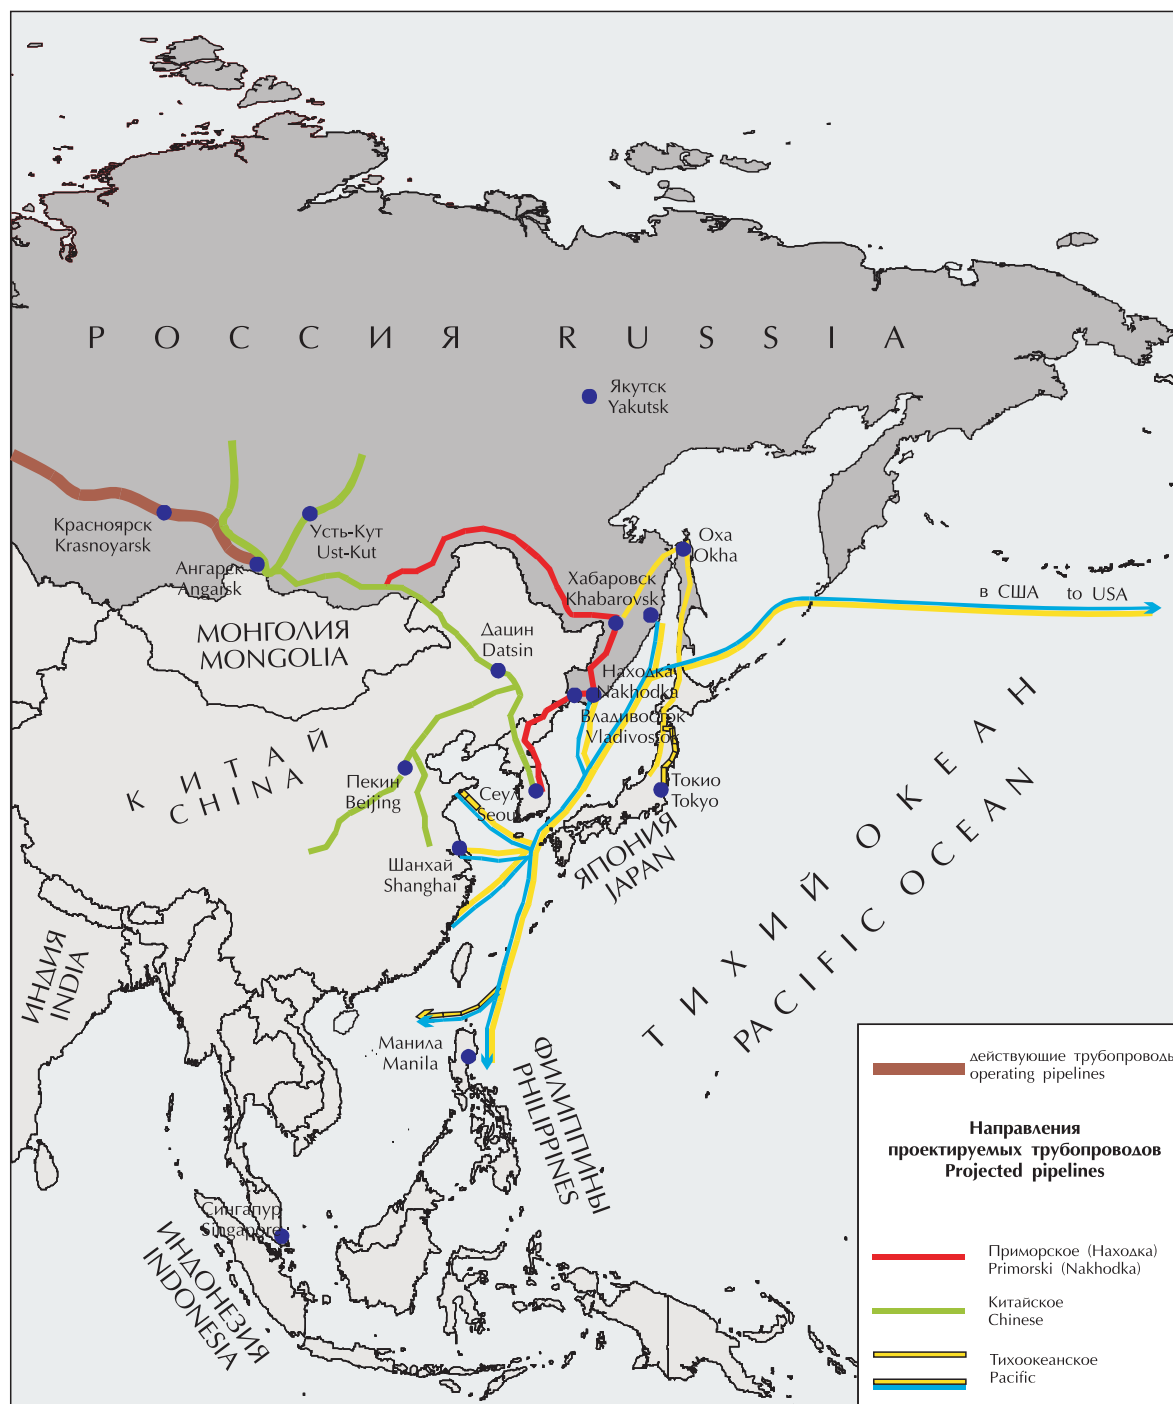 РОССИЯ RUSSIA
Якутск
Yakutsk
Красноярск
Krasnoyarsk
Усть-Кут
Ust-Kut
Ангарск
Angarsk
Оха
Okha
Хабаровск
Khabarovsk
в США to USA
МОНГОЛИЯ
MONGOLIA
Дацин
Datsin
Находка
Nakhodka
Владивосток
Vladivostok
КИТАЙ
CHINA
Пекин
Beijing
Сеул
Seoul
Токио
Tokyo
ЯПОНИЯ
JAPAN
Шанхай
Shanghai
ТИХИЙ ОКЕАН
PACIFIC OCEAN
ИНДИЯ
INDIA
Манила
Manila
ФИЛИППИНЫ
PHILIPPINES
Сингапур
Singapore
ИНДОНЕЗИЯ
INDONESIA
действующие трубопроводы
operating pipelines
Направления
проектируемых трубопроводов
Projected pipelines
Приморское (Находка)
Primorski (Nakhodka)
Китайское
Chinese
Тихоокеанское
Pacific